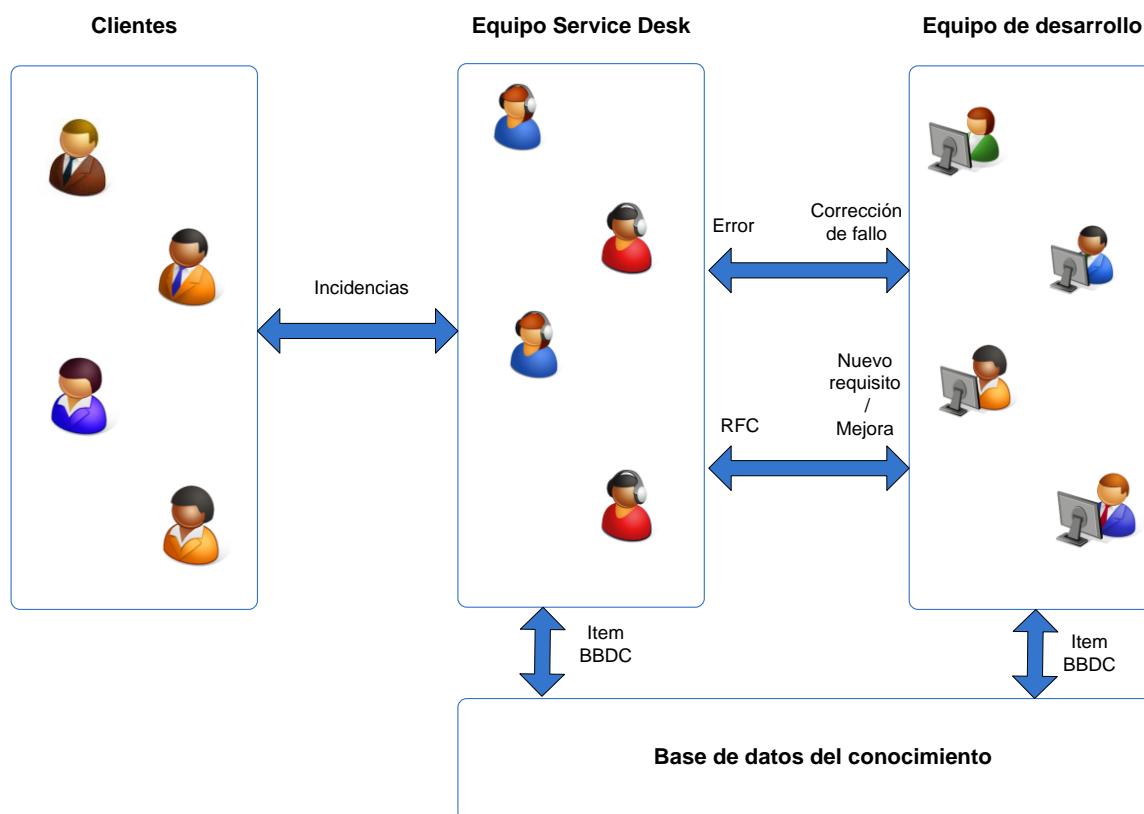 Clientes
Equipo Service Desk
Equipo de desarrollo
Error
Corrección
de fallo
Incidencias
Nuevo
requisito
/
Mejora
RFC
Item
BBDC
Item
BBDC
Base de datos del conocimiento